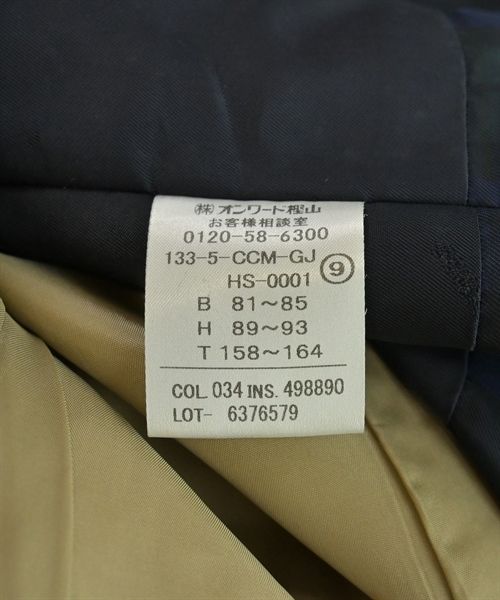 ㈱オンワード樫山
お客様相談室
0120-58-6300
133-5-CCM-GJ
HS-0001 ⑨
B 81～85
H 89～93
T 158～164
COL. 034 INS. 498890
LOT- 6376579